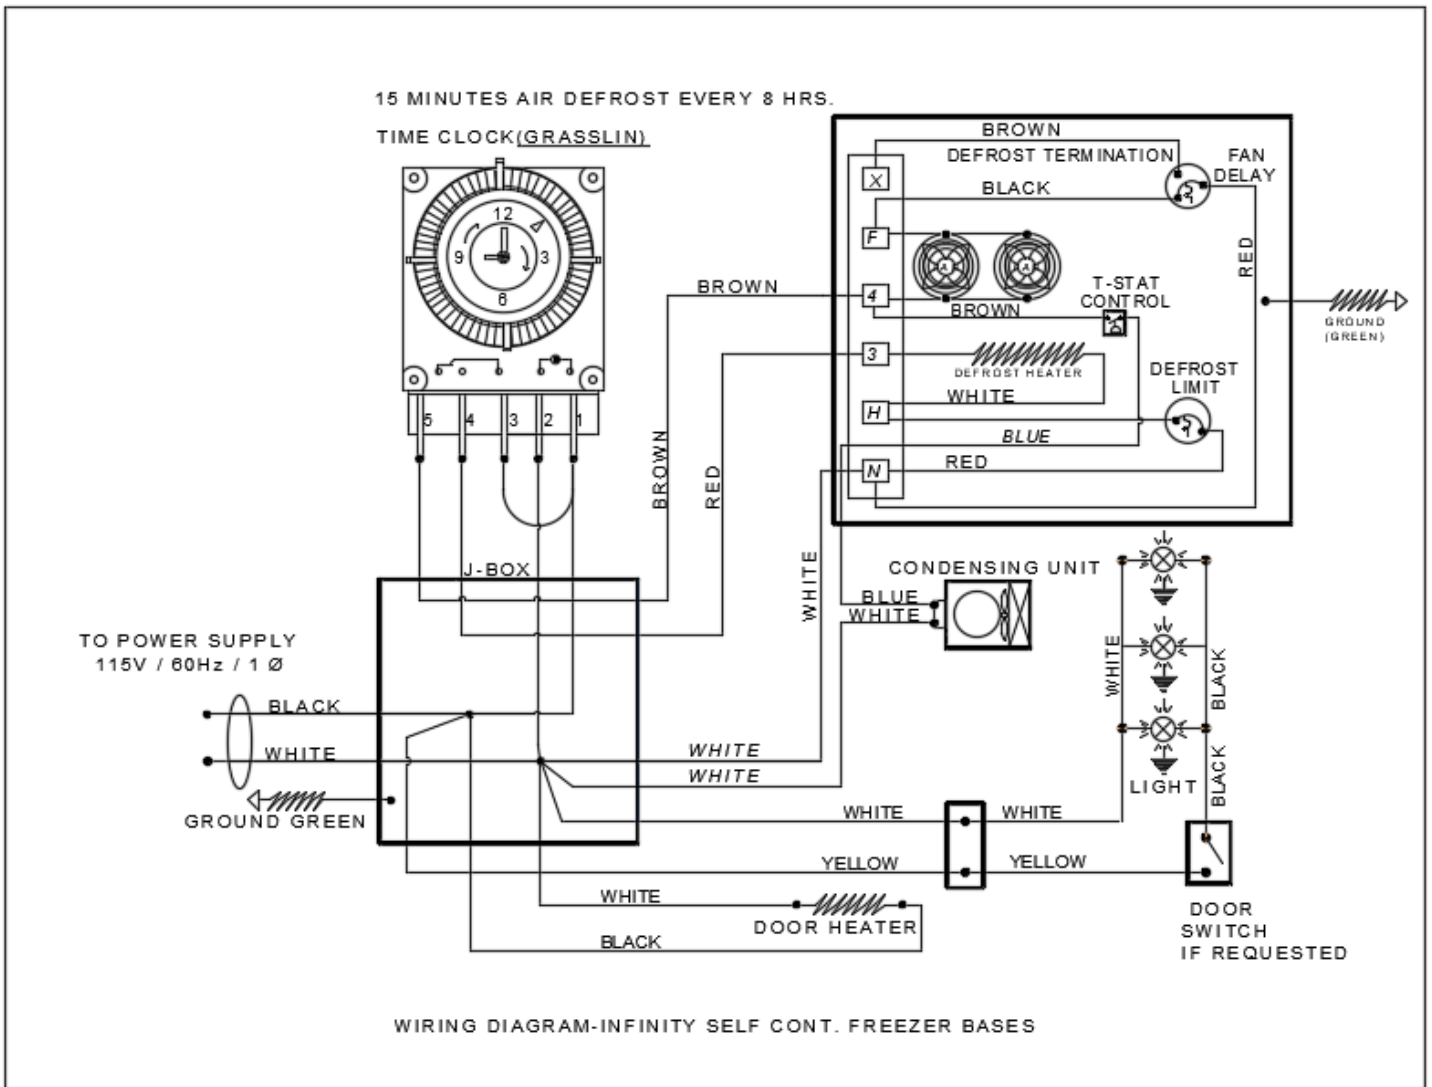 15 MINUTES AIR DEFROST EVERY 8 HRS.
TIME CLOCK(GRASSLIN)
12
9
3
6
5
4
3
2
1
BROWN
DEFROST TERMINATION
FAN
DELAY
X
BLACK
F
A
A
RED
BROWN
4
T-STAT
CONTROL
BROWN
GROUND
(GREEN)
3
DEFROST HEATER
DEFROST
LIMIT
WHITE
H
BLUE
RED
N
BROWN
RED
WHITE
J-BOX
CONDENSING UNIT
BLUE
WHITE
TO POWER SUPPLY
115V / 60Hz / 1 Ø
BLACK
WHITE
GROUND GREEN
WHITE
WHITE
WHITE
BLACK
BLACK
LIGHT
WHITE
WHITE
YELLOW
YELLOW
WHITE
DOOR HEATER
BLACK
DOOR
SWITCH
IF REQUESTED
WIRING DIAGRAM-INFINITY SELF CONT. FREEZER BASES